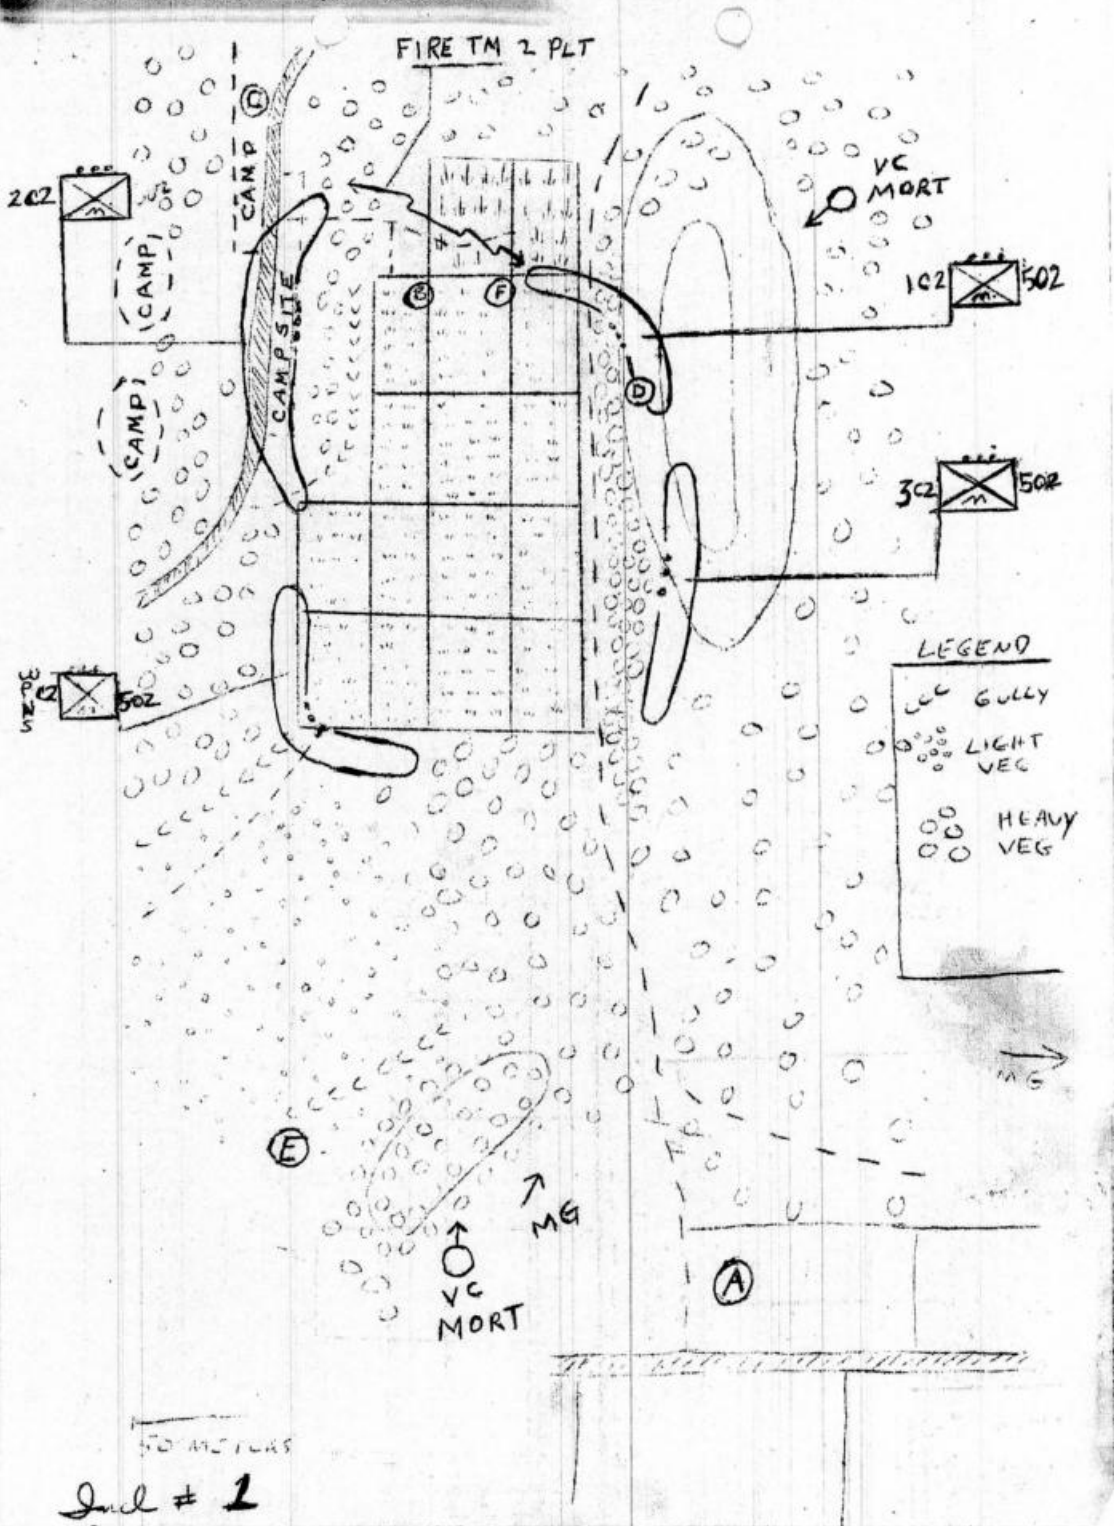 FIRE TM 2 PLT
C
CAMP
VC
MORT
2C2
CAMP
1C2
502
CAMP SITE
B
F
D
CAMP
3C2
502
LEGEND
GULLY
LIGHT
VEG
HEAVY
VEG
C2
502
MG
E
MG
A
VC
MORT
50 METERS
Incl # 1